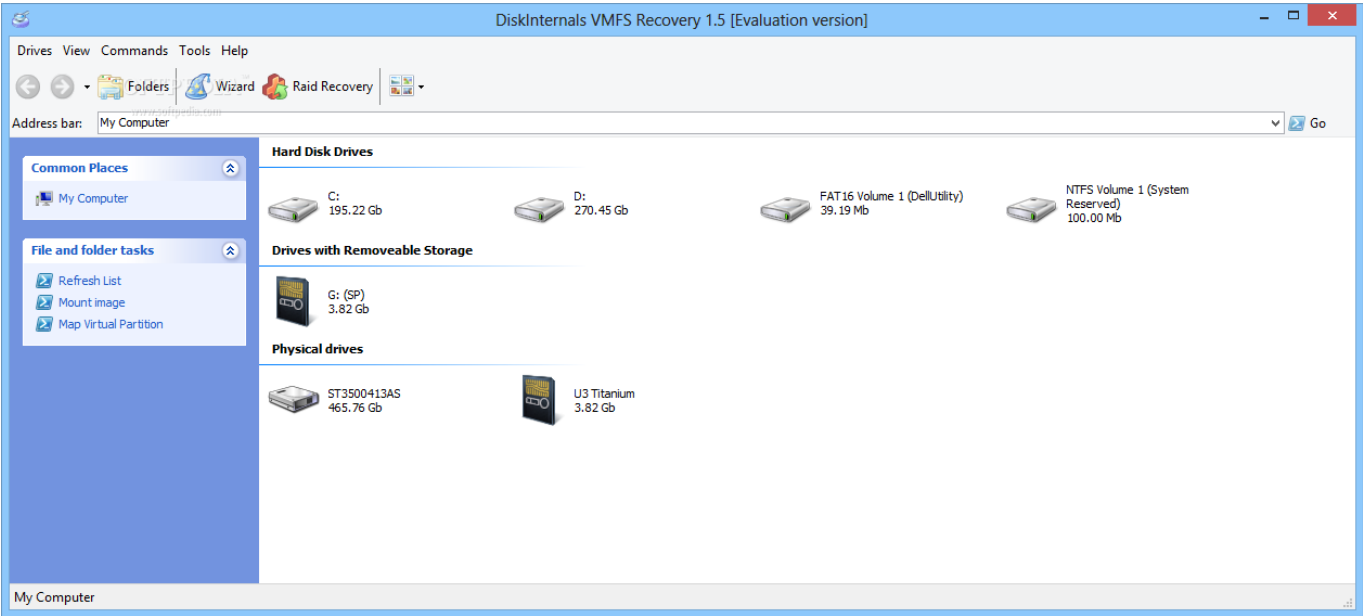 DiskInternals VMFS Recovery 1.5 [Evaluation version]
Drives View Commands Tools Help
Folders Wizard Raid Recovery
www.softpedia.com
Address bar: My Computer Go
Common Places
My Computer
File and folder tasks
Refresh List
Mount image
Map Virtual Partition
Hard Disk Drives
C:
195.22 Gb
D:
270.45 Gb
FAT16 Volume 1 (DellUtility)
39.19 Mb
NTFS Volume 1 (System
Reserved)
100.00 Mb
Drives with Removeable Storage
G: (SP)
3.82 Gb
Physical drives
ST3500413AS
465.76 Gb
U3 Titanium
3.82 Gb
My Computer